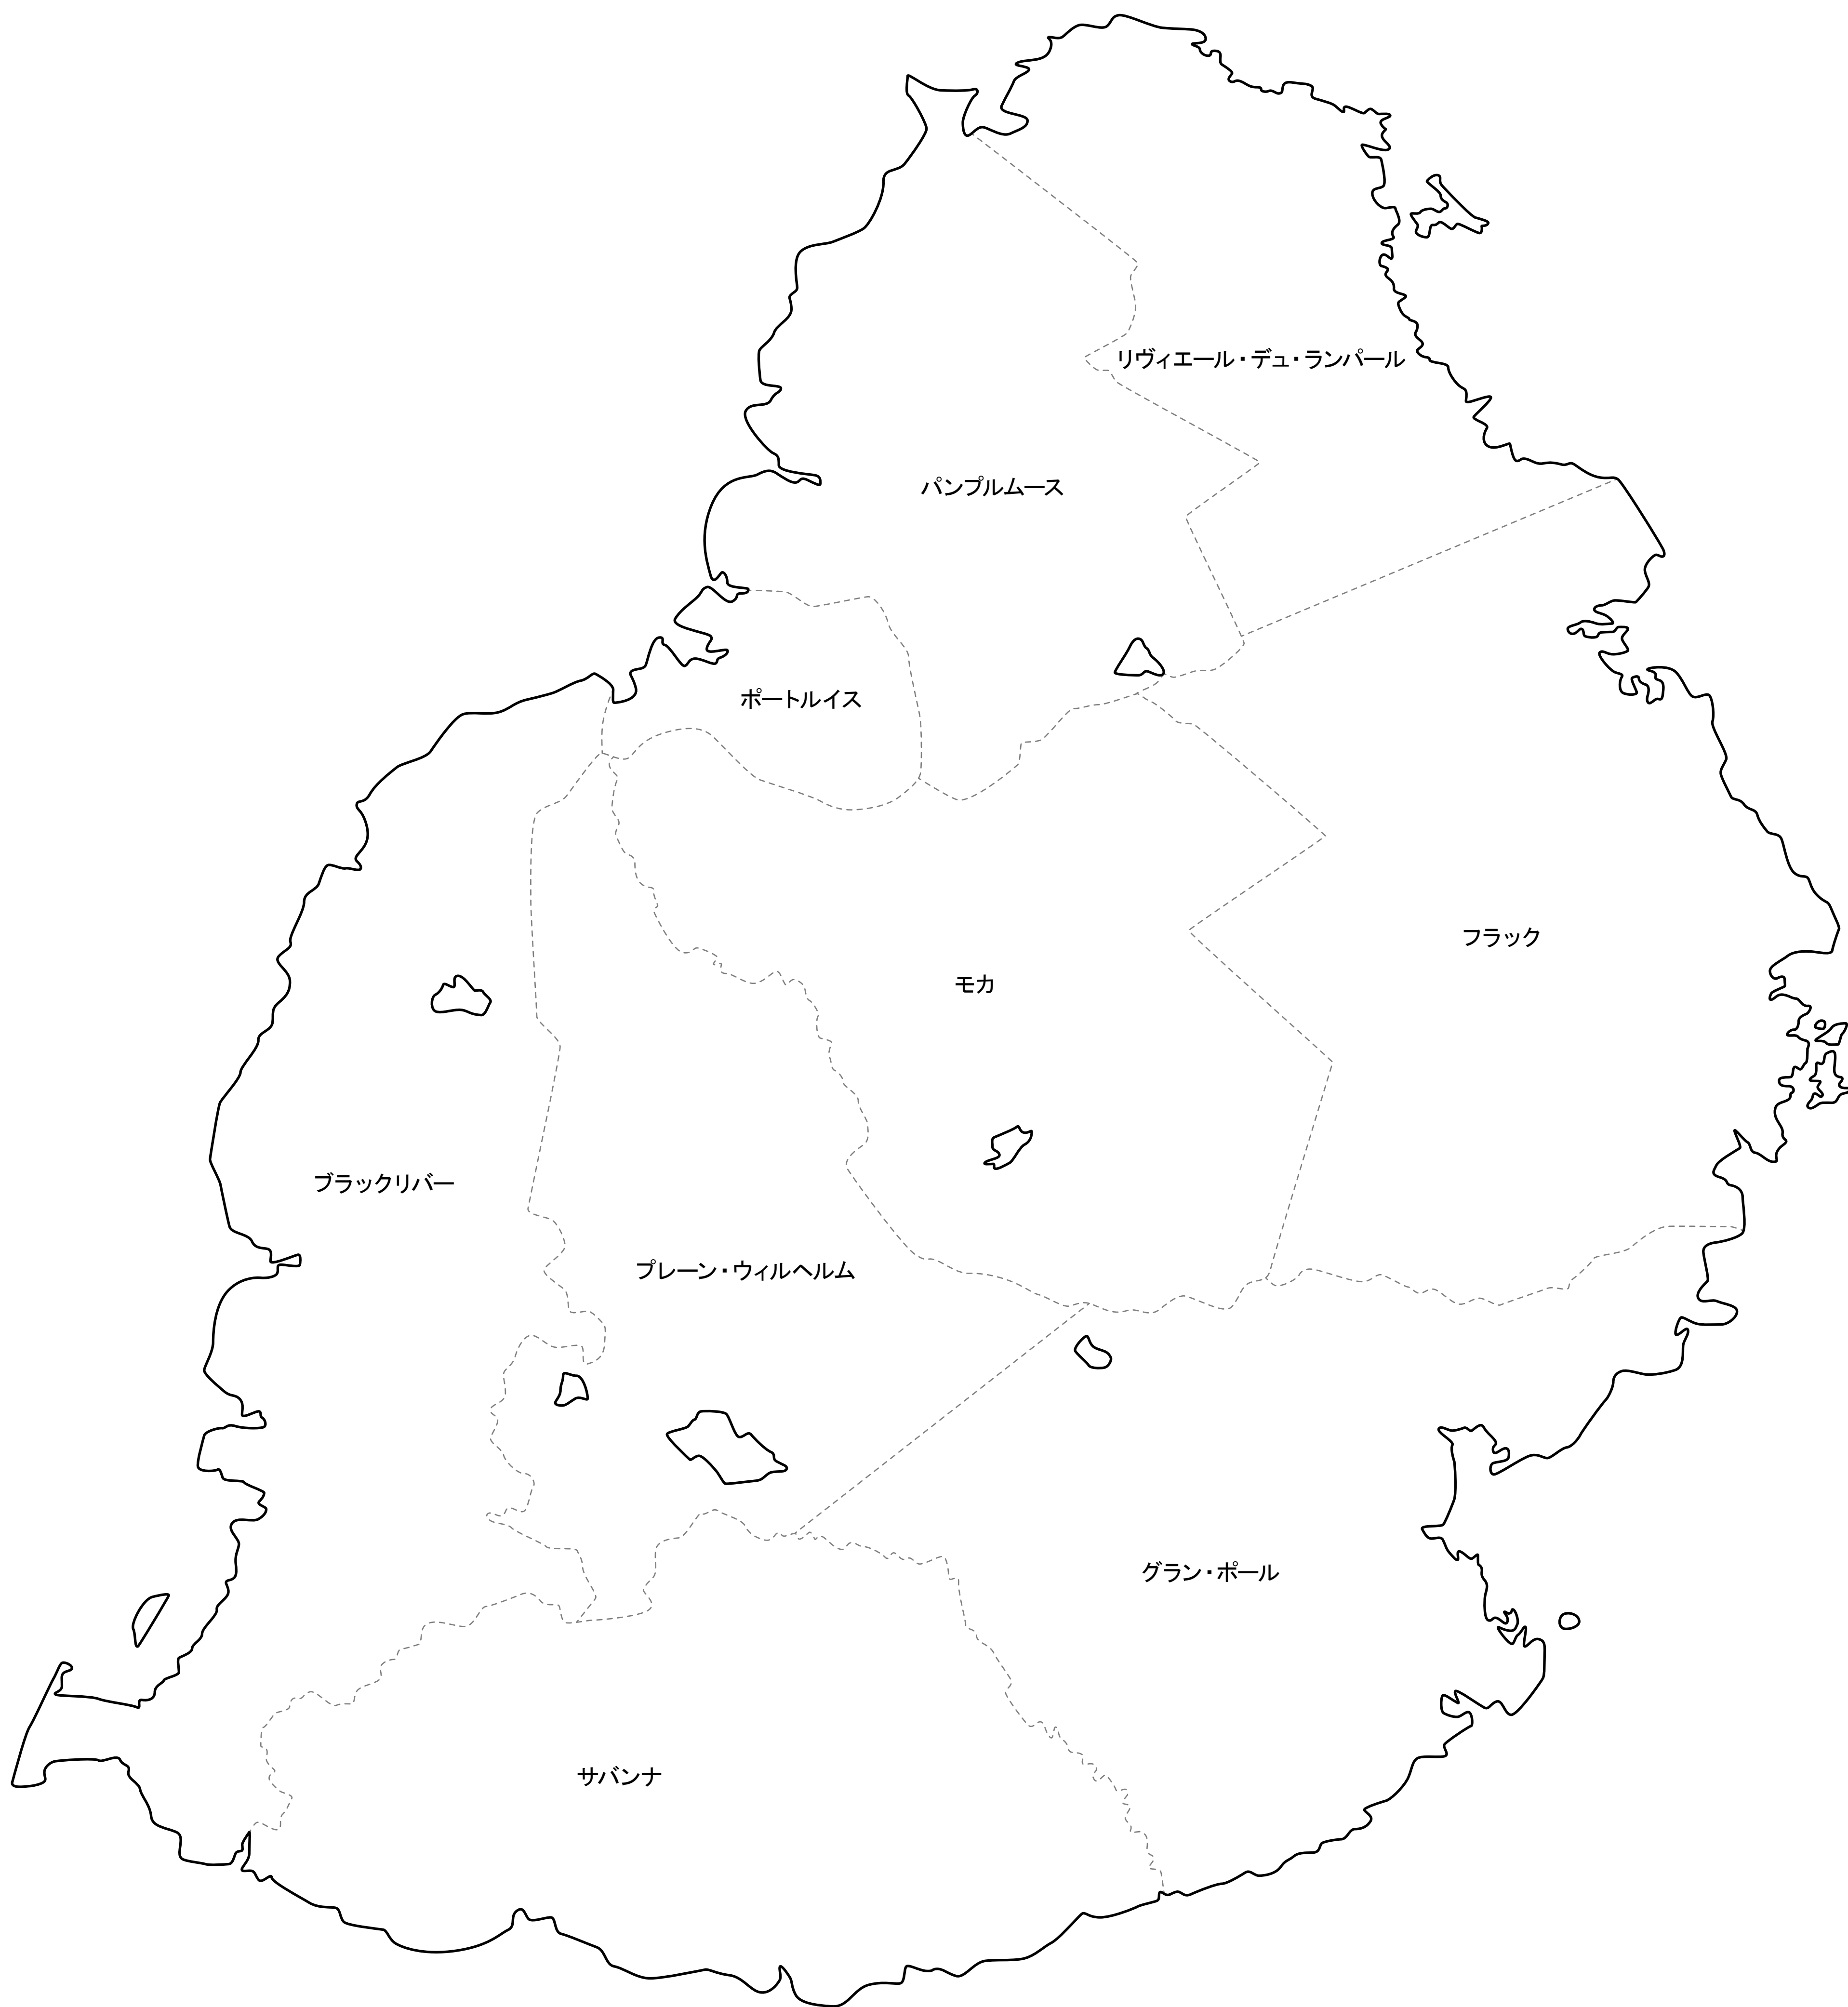 リヴィエール・デュ・ランパール
パンプルムース
ポートルイス
フラック
モカ
ブラックリバー
プレーン・ウィルヘルム
グラン・ポール
サバンナ